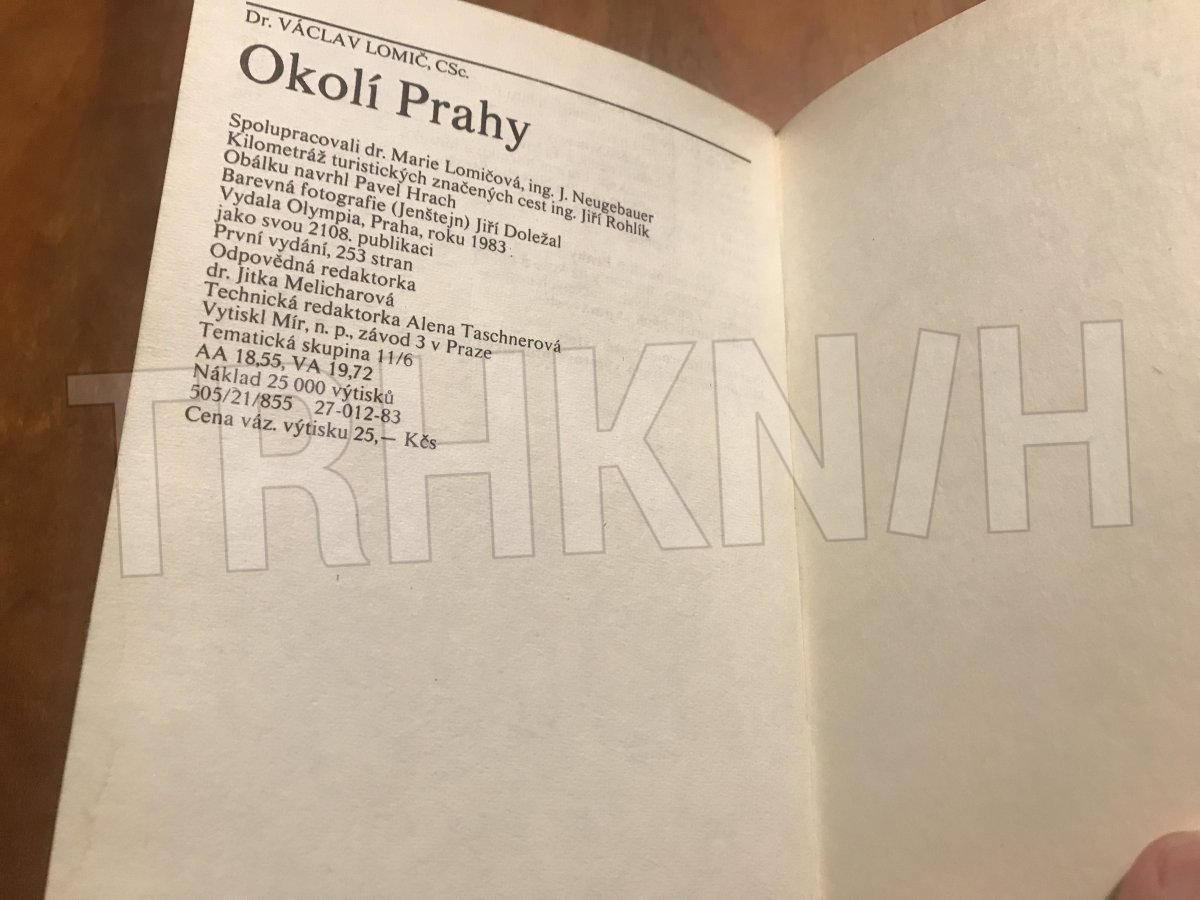 Dr. VÁCLAV LOMIČ, CSc.
Okolí Prahy
Spolupracovali dr. Marie Lomičová, ing. J. Neugebauer
Kilometráž turistických značených cest ing. Jiří Rohlík
Obálku navrhl Pavel Hrach
Barevná fotografie (Jenštejn) Jiří Doležal
Vydala Olympia, Praha, roku 1983
jako svou 2108. publikaci
První vydání, 253 stran
Odpovědná redaktorka
dr. Jitka Melicharová
Technická redaktorka Alena Taschnerová
Vytiskl Mír, n. p., závod 3 v Praze
Tematická skupina 11/6
AA 18,55, VA 19,72
Náklad 25 000 výtisků
505/21/855 27-012-83
Cena váz. výtisku 25,— Kčs
TRHKN/H